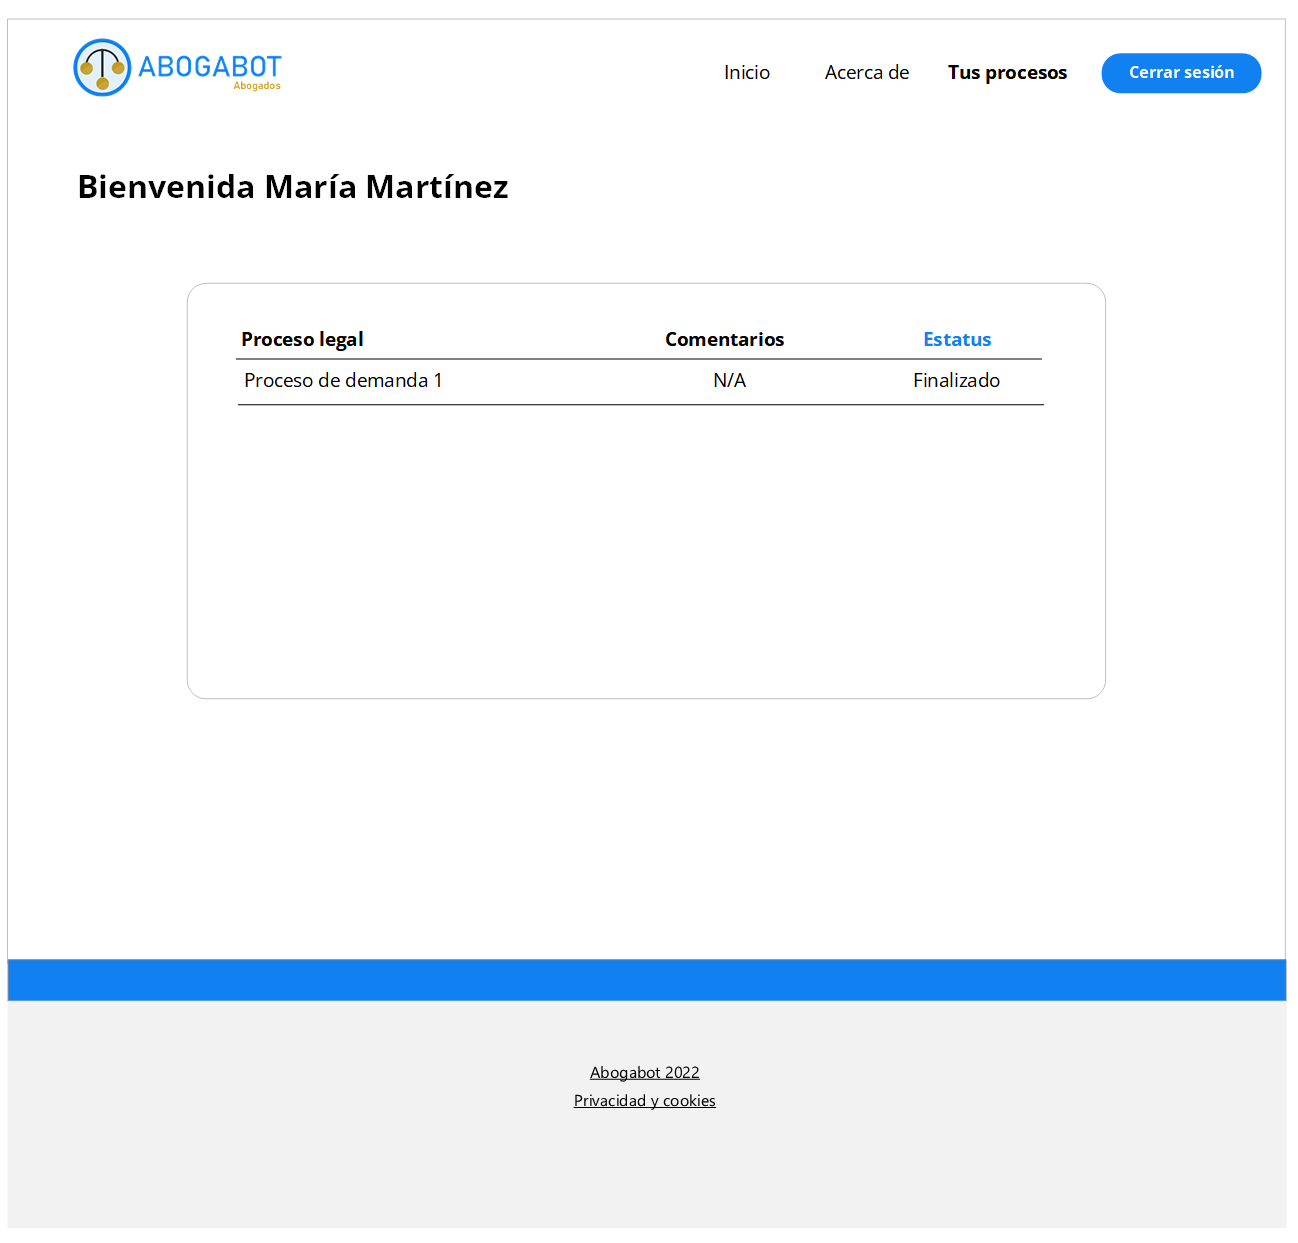 ABOGABOT
Abogados
Inicio Acerca de Tus procesos Cerrar sesión
Bienvenida María Martínez
Proceso legal Comentarios Estatus
Proceso de demanda 1 N/A Finalizado
Abogabot 2022
Privacidad y cookies